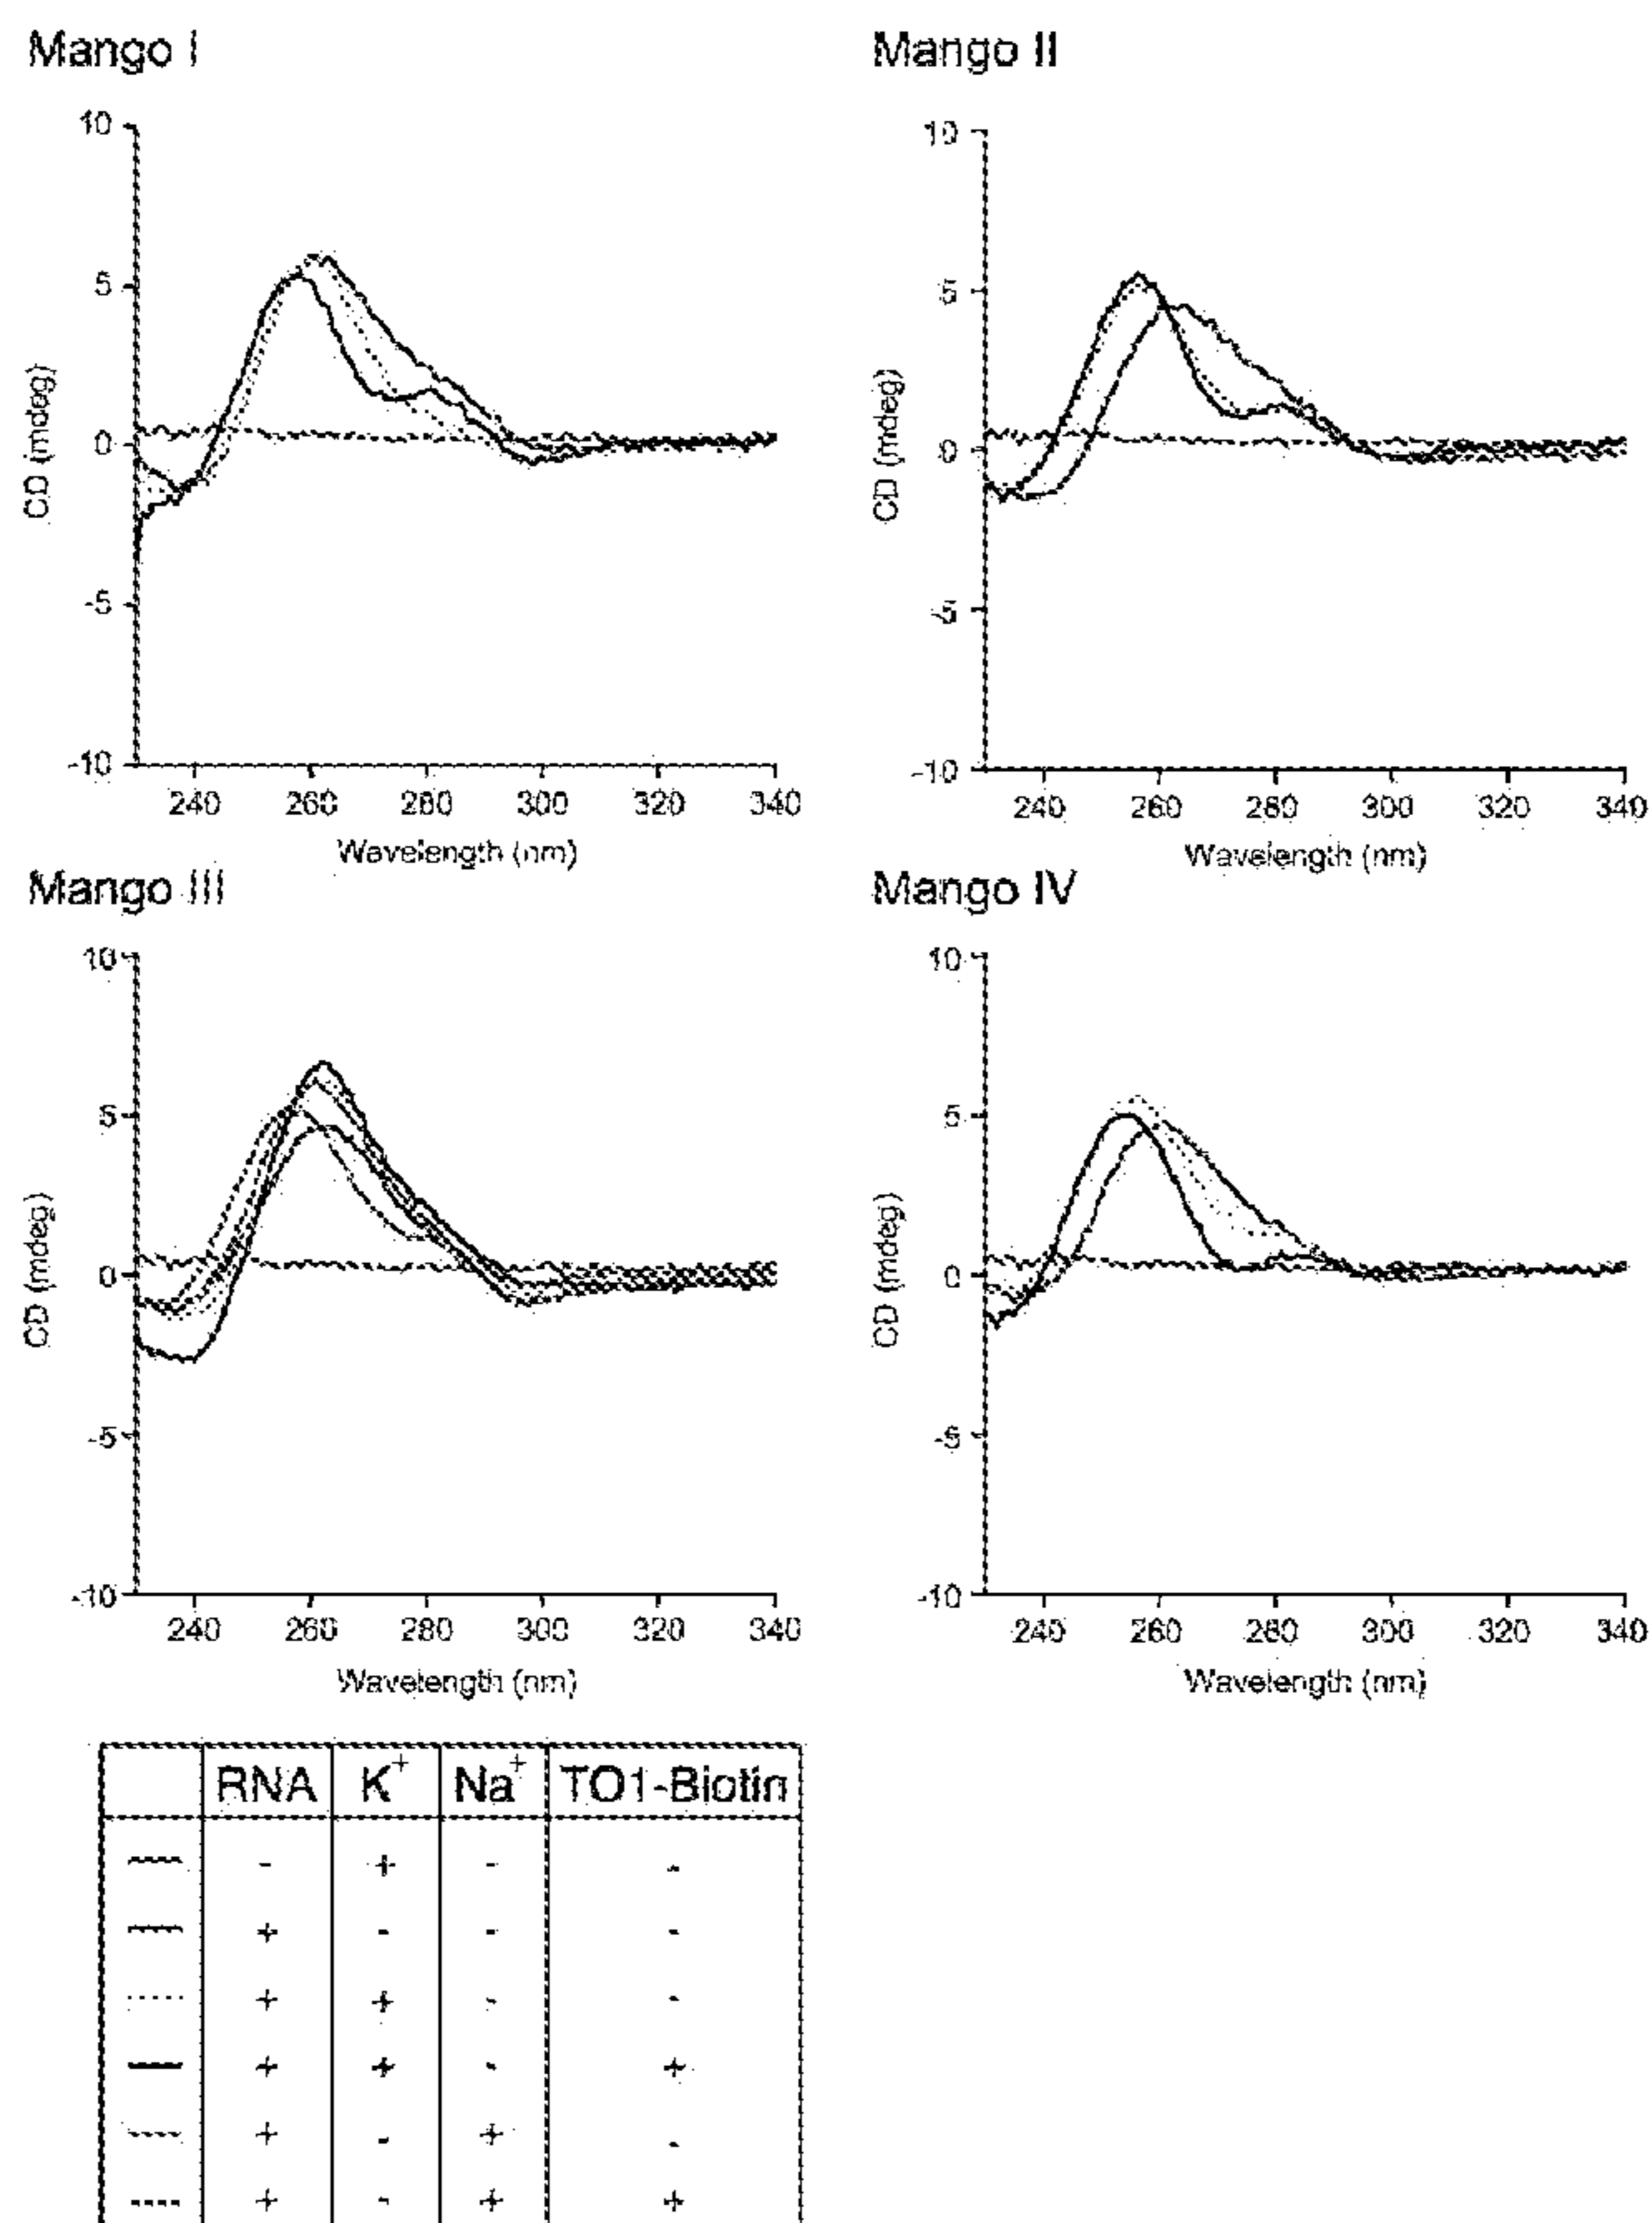 Mango I
10
5
0
-5
-10
CD (mdeg)
240 260 280 300 320 340
Wavelength (nm)
Mango II
10
5
0
-5
-10
CD (mdeg)
240 260 280 300 320 340
Wavelength (nm)
Mango III
10
5
0
-5
-10
CD (mdeg)
240 260 280 300 320 340
Wavelength (nm)
Mango IV
10
5
0
-5
-10
CD (mdeg)
240 260 280 300 320 340
Wavelength (nm)
RNA K+ Na+ TO1-Biotin
- + - -
+ - - -
+ + - -
+ + - +
+ - + -
+ - + +